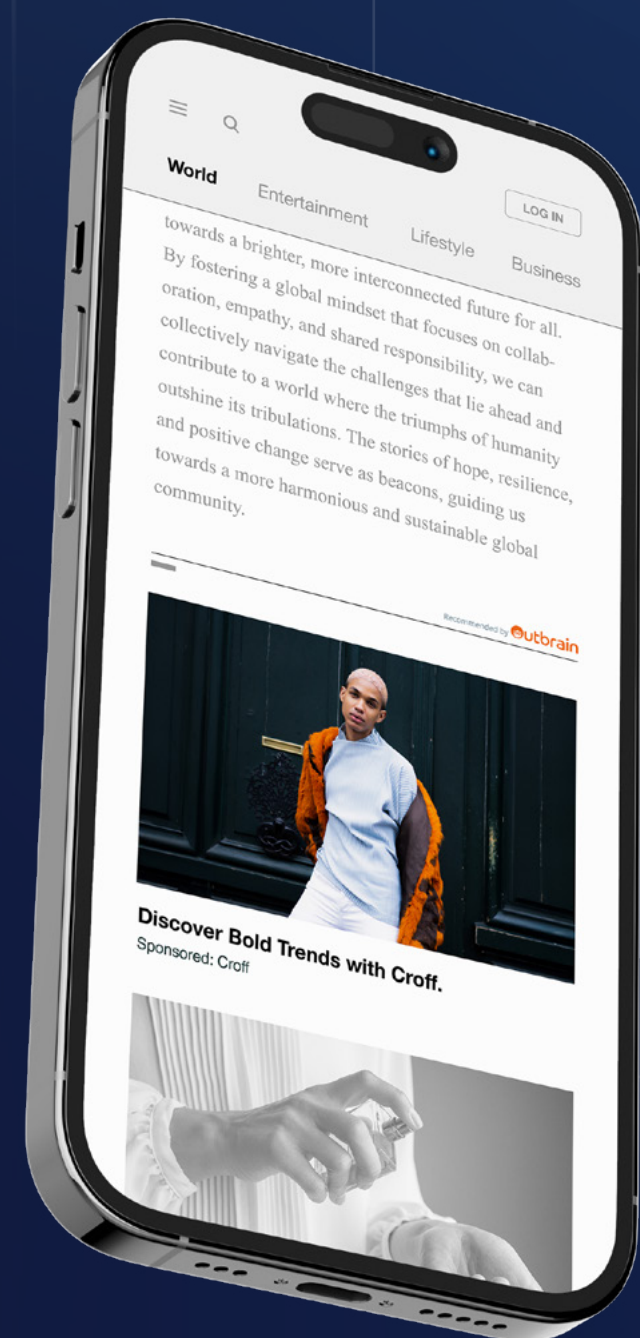 World
Entertainment
Lifestyle
Business
LOG IN
towards a brighter, more interconnected future for all.
By fostering a global mindset that focuses on collab-
oration, empathy, and shared responsibility, we can
collectively navigate the challenges that lie ahead and
contribute to a world where the triumphs of humanity
outshine its tribulations. The stories of hope, resilience,
and positive change serve as beacons, guiding us
towards a more harmonious and sustainable global
community.
Recommended by Outbrain
Discover Bold Trends with Croff.
Sponsored: Croff